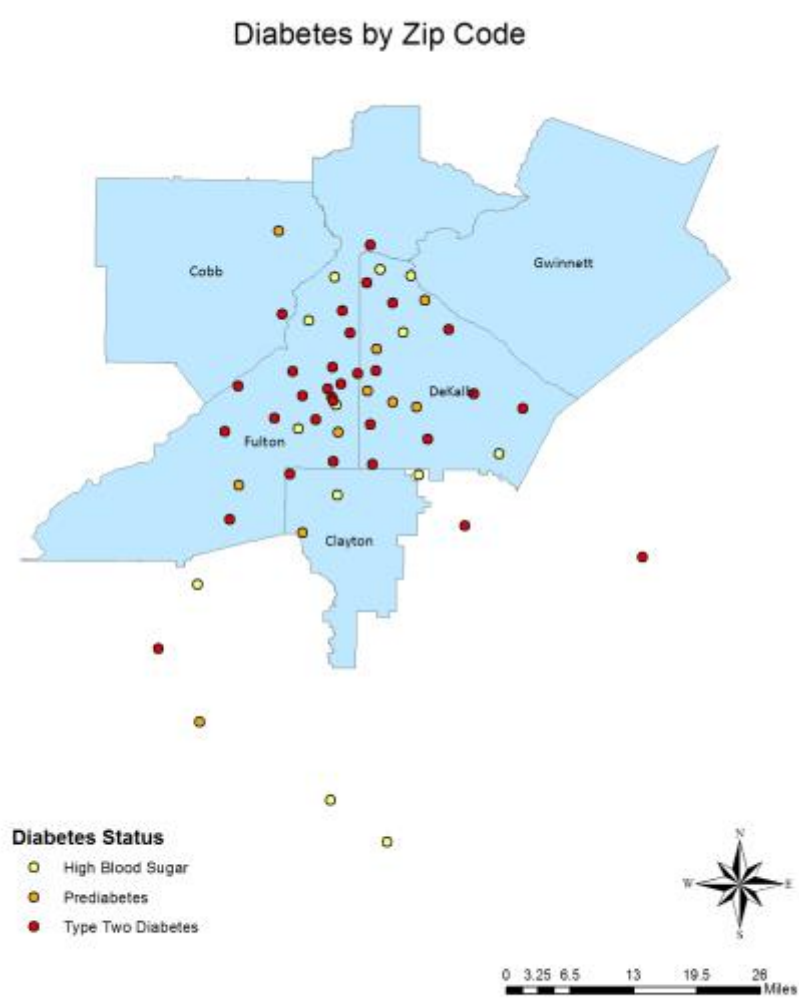 Diabetes by Zip Code
Cobb
Gwinnett
DeKalb
Fulton
Clayton
Diabetes Status
High Blood Sugar
Prediabetes
Type Two Diabetes
N
W E
S
0 3.25 6.5 13 19.5 26
Miles